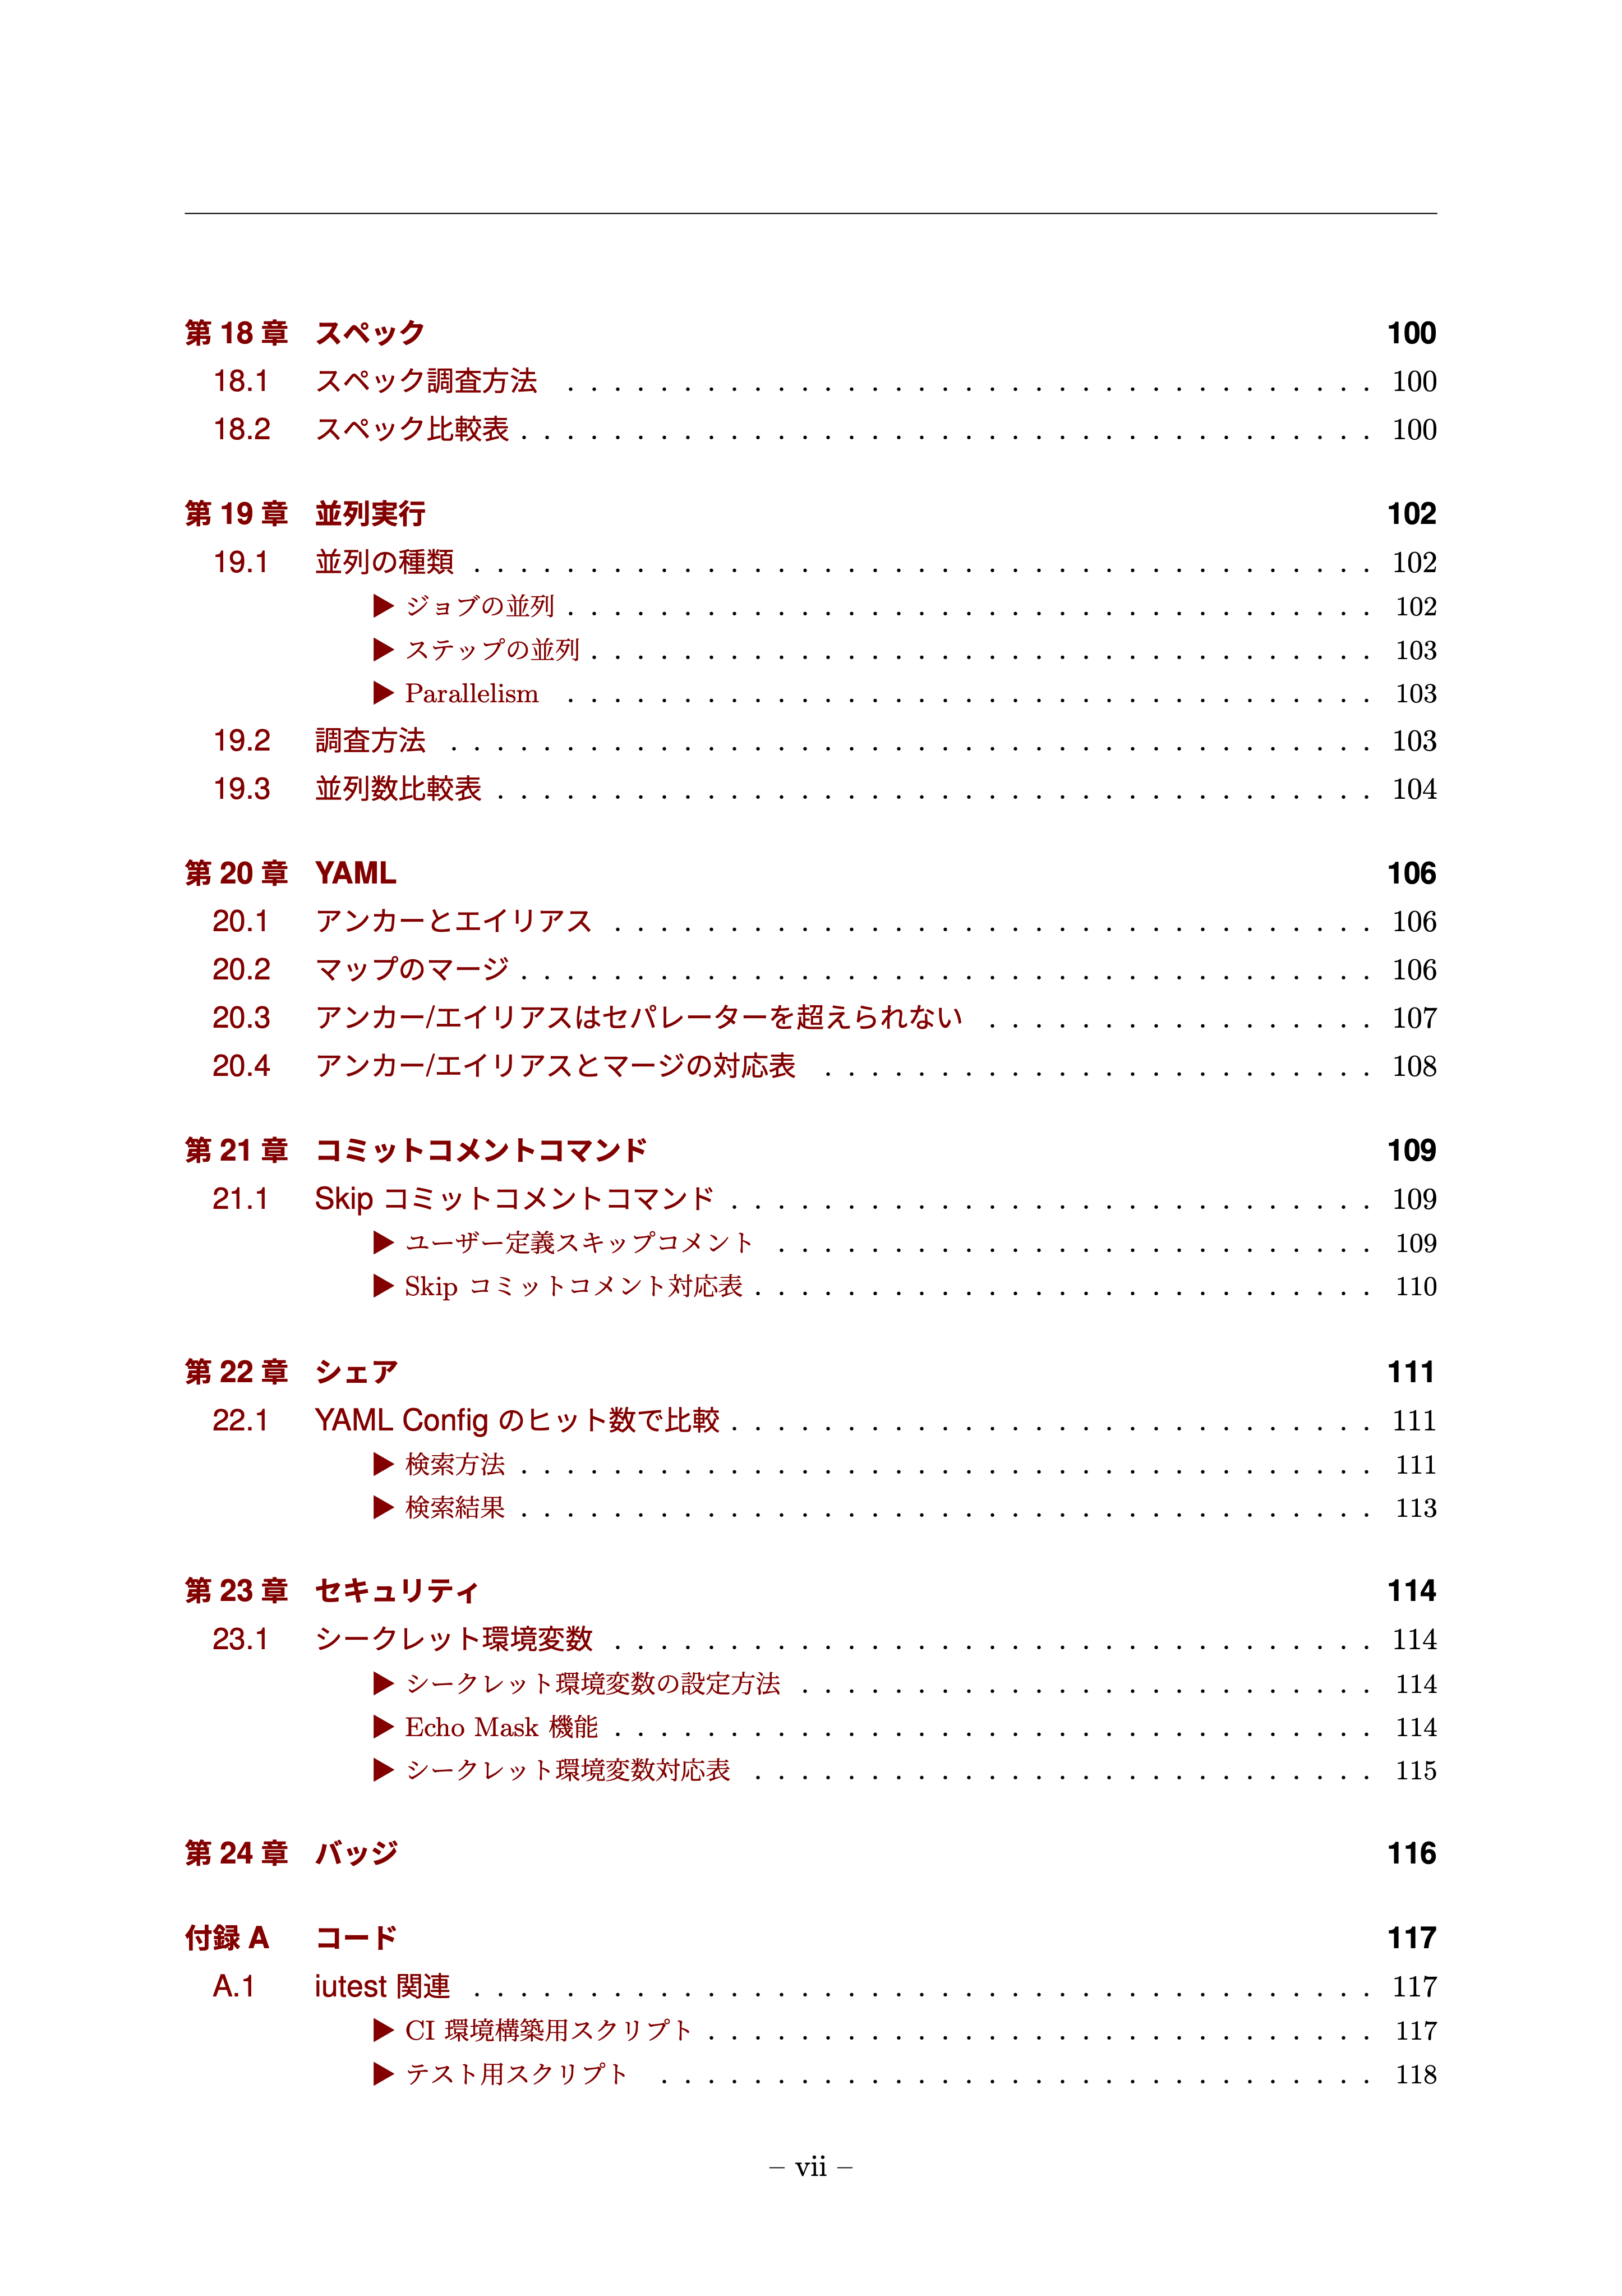 第 18 章 スペック 100
18.1 スペック調査方法 . . . . . . . . . . . . . . . . . . . . . . . . . . . . . . . . . . . 100
18.2 スペック比較表 . . . . . . . . . . . . . . . . . . . . . . . . . . . . . . . . . . . . . 100
第 19 章 並列実行 102
19.1 並列の種類 . . . . . . . . . . . . . . . . . . . . . . . . . . . . . . . . . . . . . . . 102
▶ ジョブの並列 . . . . . . . . . . . . . . . . . . . . . . . . . . . . . . . . . . . 102
▶ ステップの並列 . . . . . . . . . . . . . . . . . . . . . . . . . . . . . . . . . . 103
▶ Parallelism . . . . . . . . . . . . . . . . . . . . . . . . . . . . . . . . . . . 103
19.2 調査方法 . . . . . . . . . . . . . . . . . . . . . . . . . . . . . . . . . . . . . . . . 103
19.3 並列数比較表 . . . . . . . . . . . . . . . . . . . . . . . . . . . . . . . . . . . . . . 104
第 20 章 YAML 106
20.1 アンカーとエイリアス . . . . . . . . . . . . . . . . . . . . . . . . . . . . . . . . . 106
20.2 マップのマージ . . . . . . . . . . . . . . . . . . . . . . . . . . . . . . . . . . . . . 106
20.3 アンカー/エイリアスはセパレーターを超えられない . . . . . . . . . . . . . . . . . 107
20.4 アンカー/エイリアスとマージの対応表 . . . . . . . . . . . . . . . . . . . . . . . . 108
第 21 章 コミットコメントコマンド 109
21.1 Skip コミットコメントコマンド . . . . . . . . . . . . . . . . . . . . . . . . . . . . 109
▶ ユーザー定義スキップコメント . . . . . . . . . . . . . . . . . . . . . . . . . . 109
▶ Skip コミットコメント対応表 . . . . . . . . . . . . . . . . . . . . . . . . . . . 110
第 22 章 シェア 111
22.1 YAML Config のヒット数で比較 . . . . . . . . . . . . . . . . . . . . . . . . . . . . 111
▶ 検索方法 . . . . . . . . . . . . . . . . . . . . . . . . . . . . . . . . . . . . . 111
▶ 検索結果 . . . . . . . . . . . . . . . . . . . . . . . . . . . . . . . . . . . . . 113
第 23 章 セキュリティ 114
23.1 シークレット環境変数 . . . . . . . . . . . . . . . . . . . . . . . . . . . . . . . . . 114
▶ シークレット環境変数の設定方法 . . . . . . . . . . . . . . . . . . . . . . . . . 114
▶ Echo Mask 機能 . . . . . . . . . . . . . . . . . . . . . . . . . . . . . . . . . 114
▶ シークレット環境変数対応表 . . . . . . . . . . . . . . . . . . . . . . . . . . . 115
第 24 章 バッジ 116
付録 A コード 117
A.1 iutest 関連 . . . . . . . . . . . . . . . . . . . . . . . . . . . . . . . . . . . . . . . 117
▶ CI 環境構築用スクリプト . . . . . . . . . . . . . . . . . . . . . . . . . . . . . 117
▶ テスト用スクリプト . . . . . . . . . . . . . . . . . . . . . . . . . . . . . . . 118
– vii –